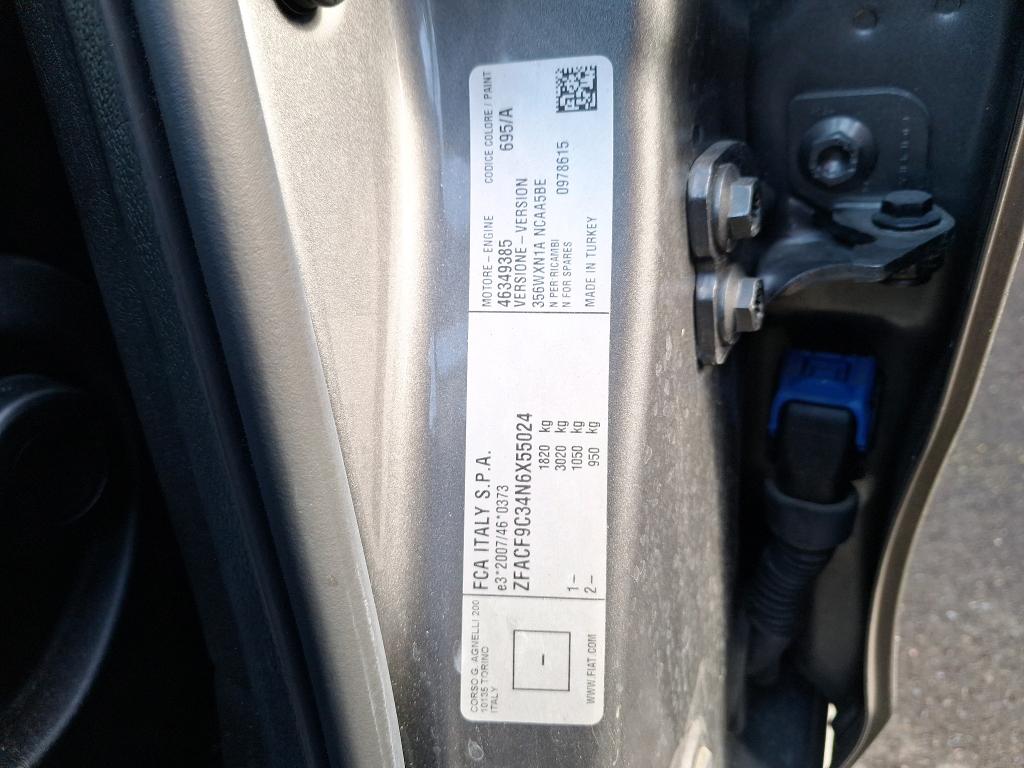 CORSO G. AGNELLI 200
10135 TORINO
ITALY
-
WWW.FIAT.COM
FCA ITALY S.P.A.
e3*2007/46*0373
ZFACF9C34N6X55024
1820 kg
3020 kg
1 – 1050 kg
2 – 950 kg
MOTORE – ENGINE CODICE COLORE / PAINT
46349385 695/A
VERSIONE – VERSION
356WXN1A NCAA5BE
N PER RICAMBI
N FOR SPARES 0978615
MADE IN TURKEY